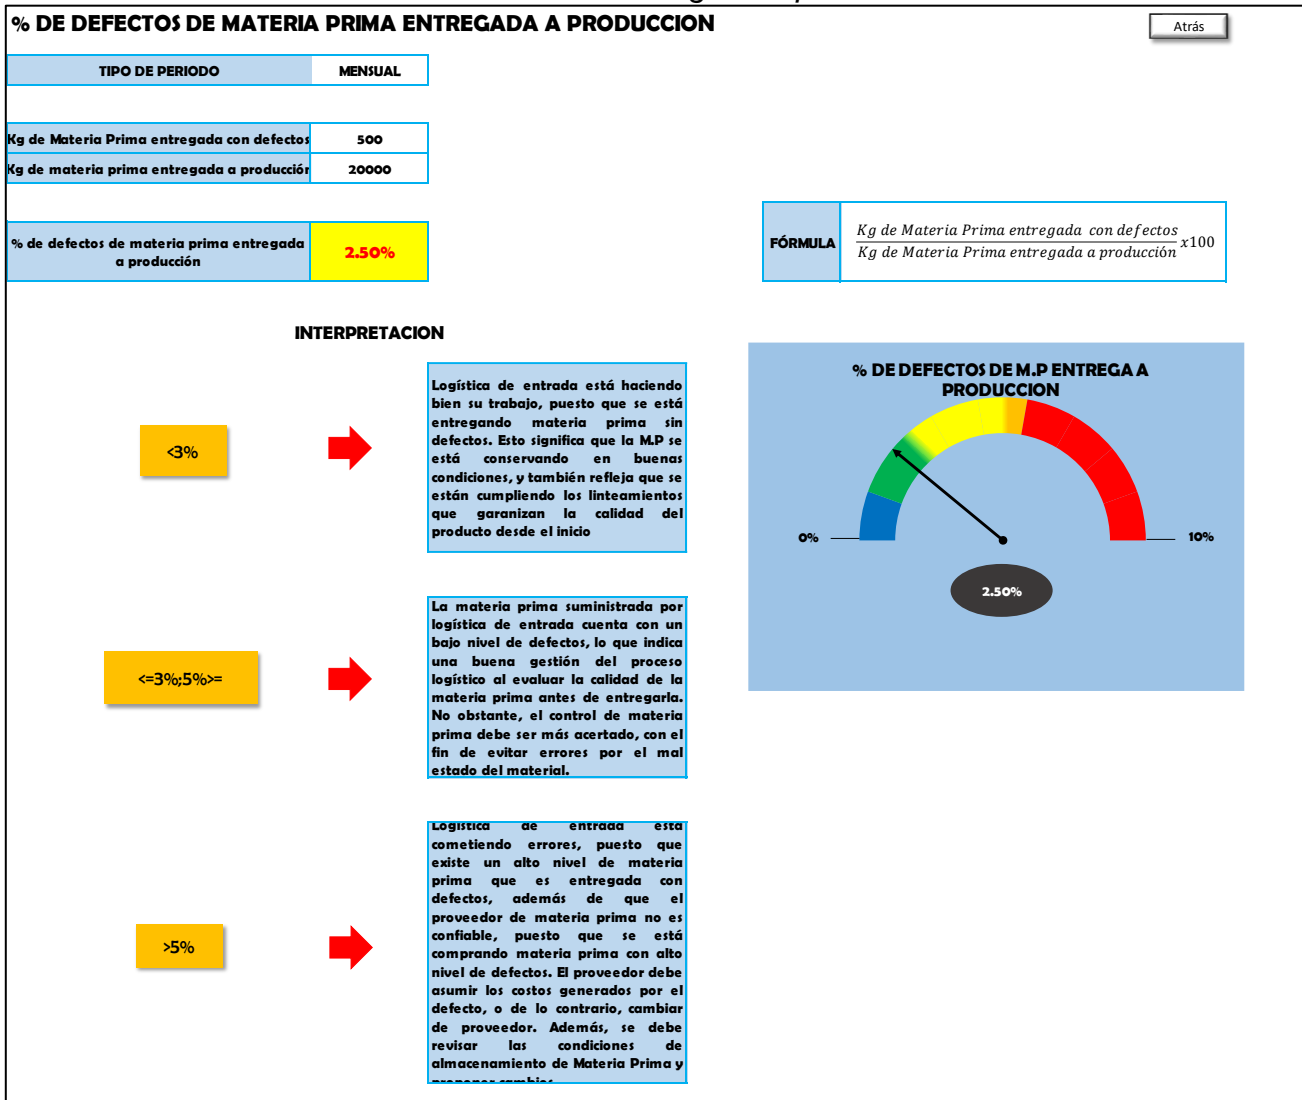 % DE DEFECTOS DE MATERIA PRIMA ENTREGADA A PRODUCCION
Atrás
TIPO DE PERIODO MENSUAL
Kg de Materia Prima entregada con defectos 500
Kg de materia prima entregada a producción 20000
% de defectos de materia prima entregada
a producción
2.50%
FÓRMULA
Kg de Materia Prima entregada con defectos
Kg de Materia Prima entregada a producción
x100
INTERPRETACION
<3%
Logística de entrada está haciendo
bien su trabajo, puesto que se está
entregando materia prima sin
defectos. Esto significa que la M.P se
está conservando en buenas
condiciones, y también refleja que se
están cumpliendo los linteamientos
que garanizan la calidad del
producto desde el inicio
% DE DEFECTOS DE M.P ENTREGA A
PRODUCCION
0%
10%
2.50%
<=3%;5%>=
La materia prima suministrada por
logística de entrada cuenta con un
bajo nivel de defectos, lo que indica
una buena gestión del proceso
logístico al evaluar la calidad de la
materia prima antes de entregarla.
No obstante, el control de materia
prima debe ser más acertado, con el
fin de evitar errores por el mal
estado del material.
>5%
Logística de entrada está
cometiendo errores, puesto que
existe un alto nivel de materia
prima que es entregada con
defectos, además de que el
proveedor de materia prima no es
confiable, puesto que se está
comprando materia prima con alto
nivel de defectos. El proveedor debe
asumir los costos generados por el
defecto, o de lo contrario, cambiar
de proveedor. Además, se debe
revisar las condiciones de
almacenamiento de Materia Prima y
proponer cambios